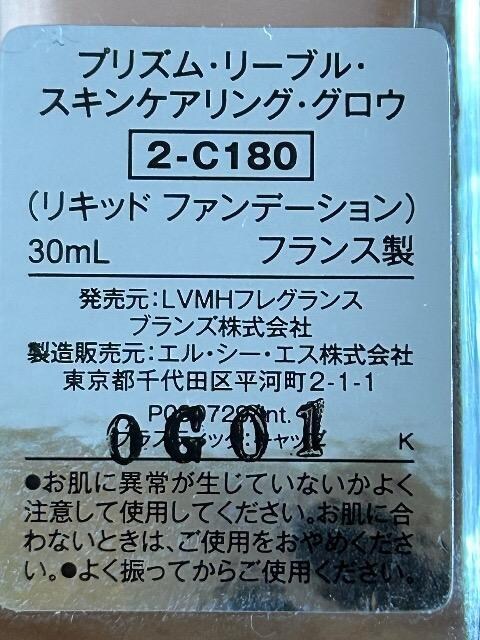 プリズム・リーブル・
スキンケアリング・グロウ
2-C180
(リキッド ファンデーション)
30mL フランス製
発売元:LVMHフレグランス
ブランズ株式会社
製造販売元:エル・シー・エス株式会社
東京都千代田区平河町2-1-1
Int.
0G01
K
●お肌に異常が生じていないかよく
注意して使用してください。お肌に合
わないときは、ご使用をおやめくださ
い。●よく振ってからご使用ください。